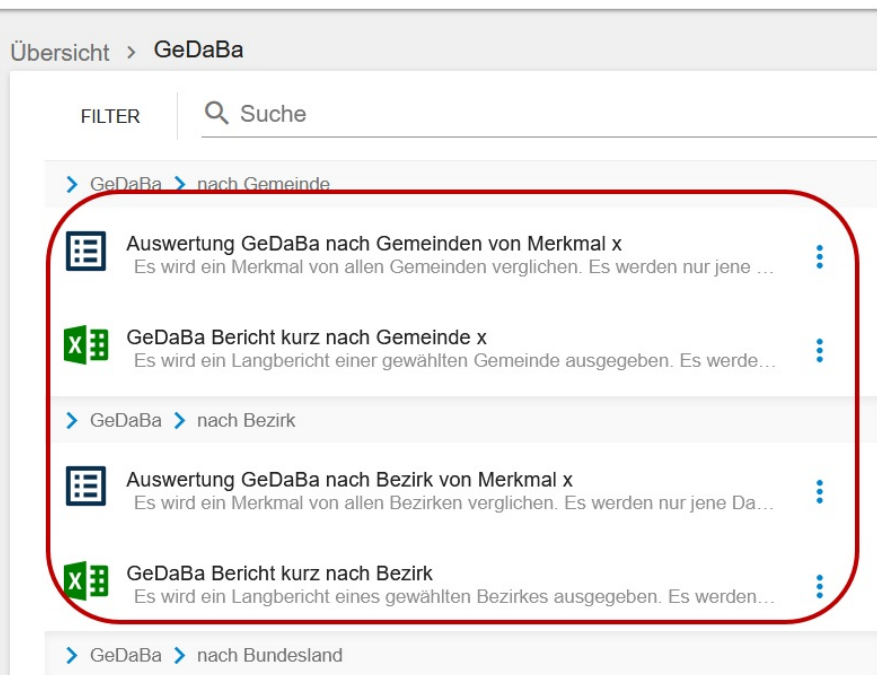 Übersicht > GeDaBa
FILTER Suche
> GeDaBa > nach Gemeinde
Auswertung GeDaBa nach Gemeinden von Merkmal x
Es wird ein Merkmal von allen Gemeinden verglichen. Es werden nur jene ...
GeDaBa Bericht kurz nach Gemeinde x
Es wird ein Langbericht einer gewählten Gemeinde ausgegeben. Es werde...
> GeDaBa > nach Bezirk
Auswertung GeDaBa nach Bezirk von Merkmal x
Es wird ein Merkmal von allen Bezirken verglichen. Es werden nur jene Da...
GeDaBa Bericht kurz nach Bezirk
Es wird ein Langbericht eines gewählten Bezirkes ausgegeben. Es werden...
> GeDaBa > nach Bundesland